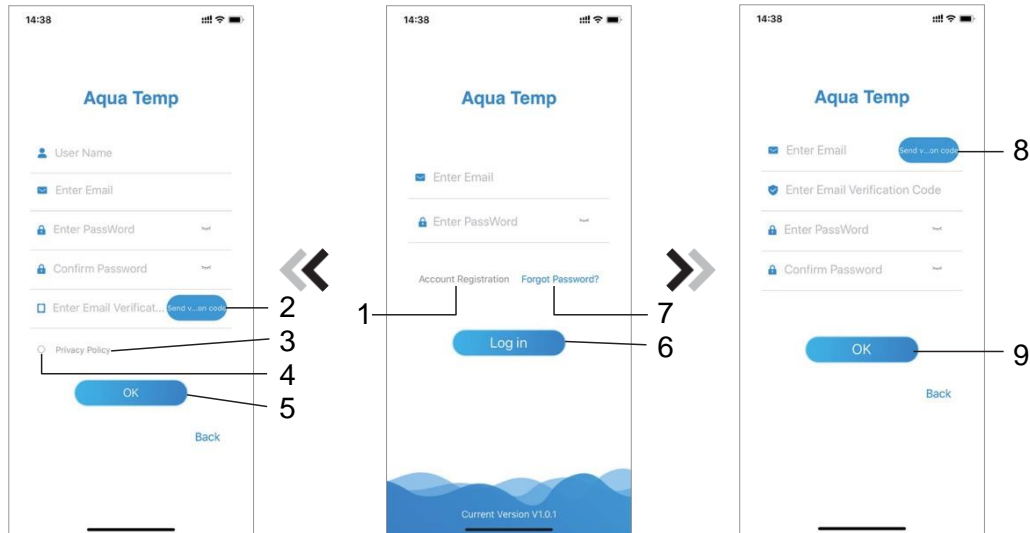 14:38
Aqua Temp
User Name
Enter Email
Enter PassWord
Confirm Password
Enter Email Verificat... Send v...on code
2
Privacy Policy
3
4
OK
5
Back
14:38
Aqua Temp
Enter Email
Enter PassWord
Account Registration Forgot Password?
1
7
Log in
6
Current Version V1.0.1
14:38
Aqua Temp
Enter Email Send v...on code
8
Enter Email Verification Code
Enter PassWord
Confirm Password
OK
9
Back